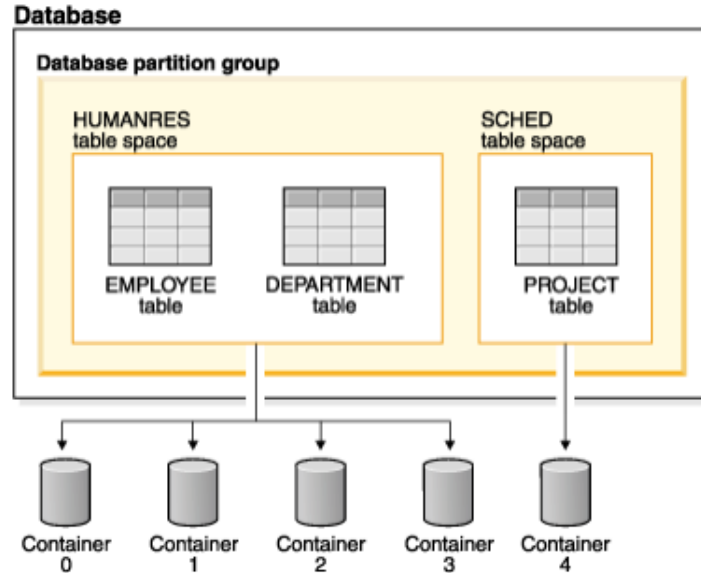 Database
Database partition group
HUMANRES
table space
SCHED
table space
EMPLOYEE
table
DEPARTMENT
table
PROJECT
table
Container
0
Container
1
Container
2
Container
3
Container
4